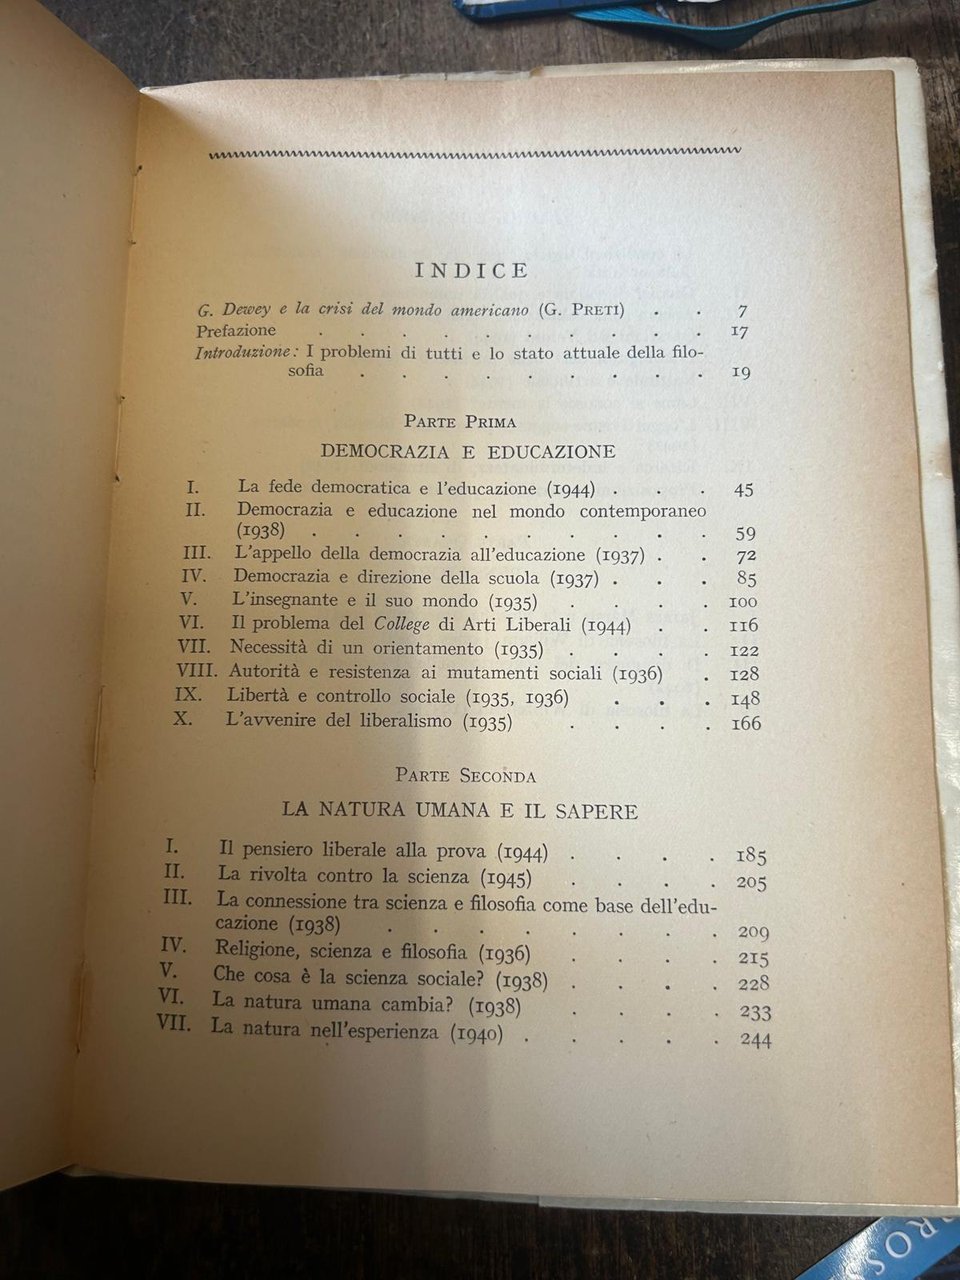 INDICE
G. Dewey e la crisi del mondo americano (G. Preti) . . 7
Prefazione . . . . . . . . . . 17
Introduzione: I problemi di tutti e lo stato attuale della filo-
sofia . . . . . . . . . 19
Parte Prima
DEMOCRAZIA E EDUCAZIONE
I. La fede democratica e l'educazione (1944) . . . 45
II. Democrazia e educazione nel mondo contemporaneo
(1938) . . . . . . . . . . 59
III. L'appello della democrazia all'educazione (1937) . . 72
IV. Democrazia e direzione della scuola (1937) . . . 85
V. L'insegnante e il suo mondo (1935) . . . . 100
VI. Il problema del College di Arti Liberali (1944) . . 116
VII. Necessità di un orientamento (1935) . . . . 122
VIII. Autorità e resistenza ai mutamenti sociali (1936) . 128
IX. Libertà e controllo sociale (1935, 1936) . . . 148
X. L'avvenire del liberalismo (1935) . . . . 166
Parte Seconda
LA NATURA UMANA E IL SAPERE
I. Il pensiero liberale alla prova (1944) . . . . 185
II. La rivolta contro la scienza (1945) . . . . 205
III. La connessione tra scienza e filosofia come base dell'edu-
cazione (1938) . . . . . . . 209
IV. Religione, scienza e filosofia (1936) . . . . 215
V. Che cosa è la scienza sociale? (1938) . . . . 228
VI. La natura umana cambia? (1938) . . . . 233
VII. La natura nell'esperienza (1940) . . . . . 244
ROSS